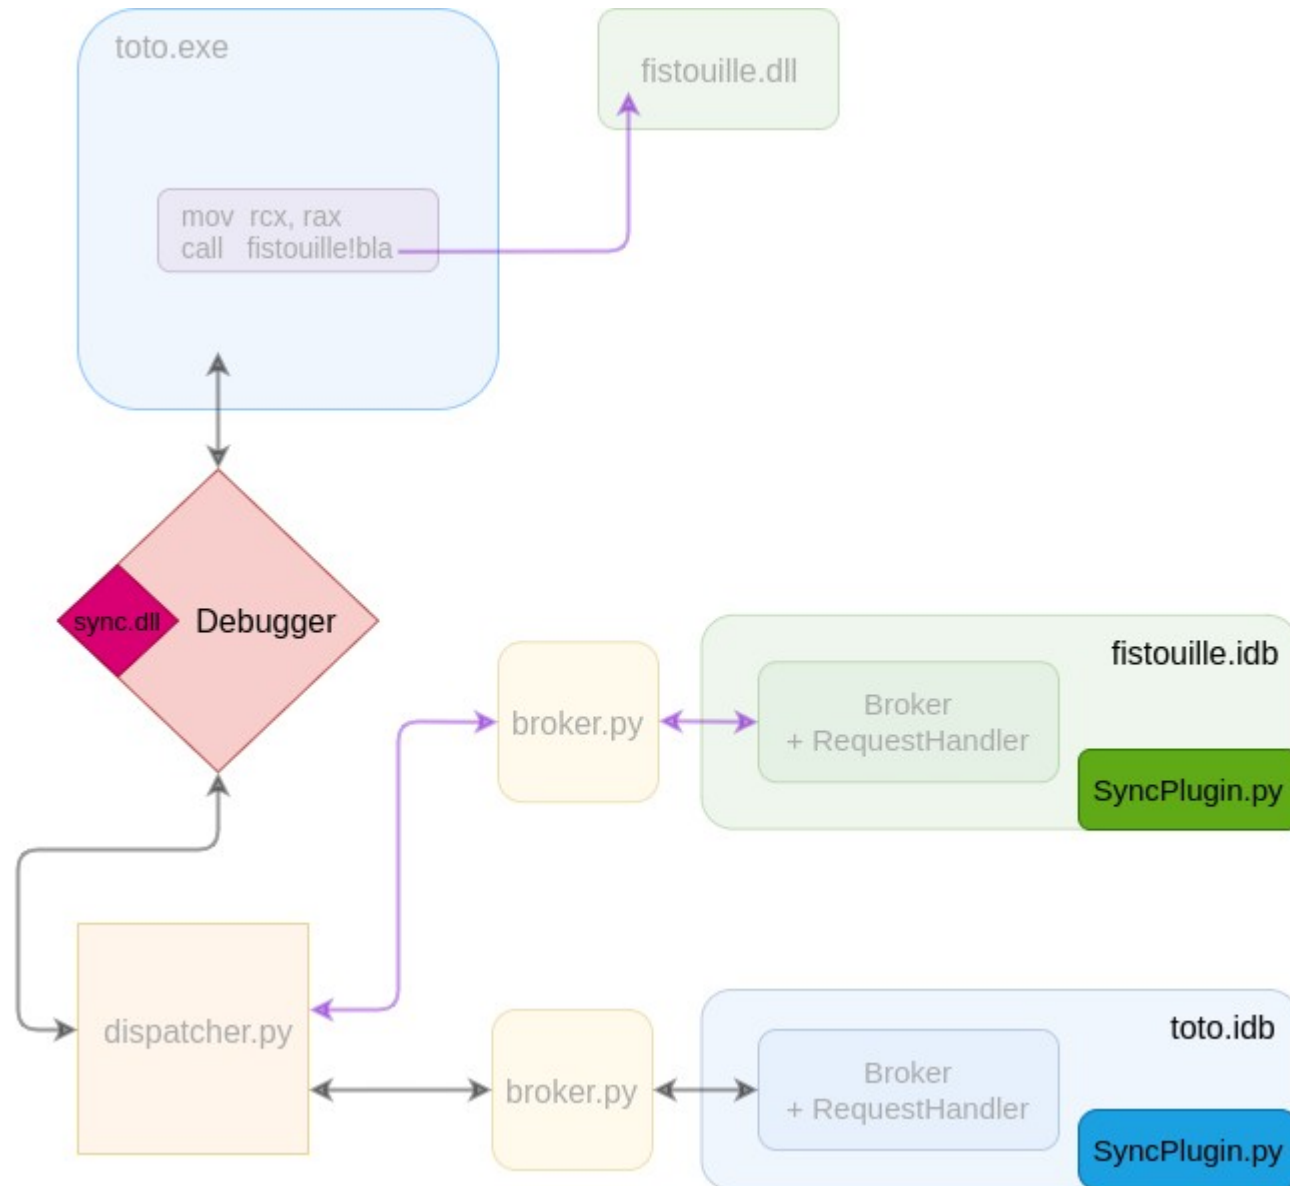 toto.exe
fistouille.dll
mov rcx, rax
call fistouille!bla
sync.dll
Debugger
fistouille.idb
broker.py
Broker
+ RequestHandler
SyncPlugin.py
dispatcher.py
toto.idb
broker.py
Broker
+ RequestHandler
SyncPlugin.py